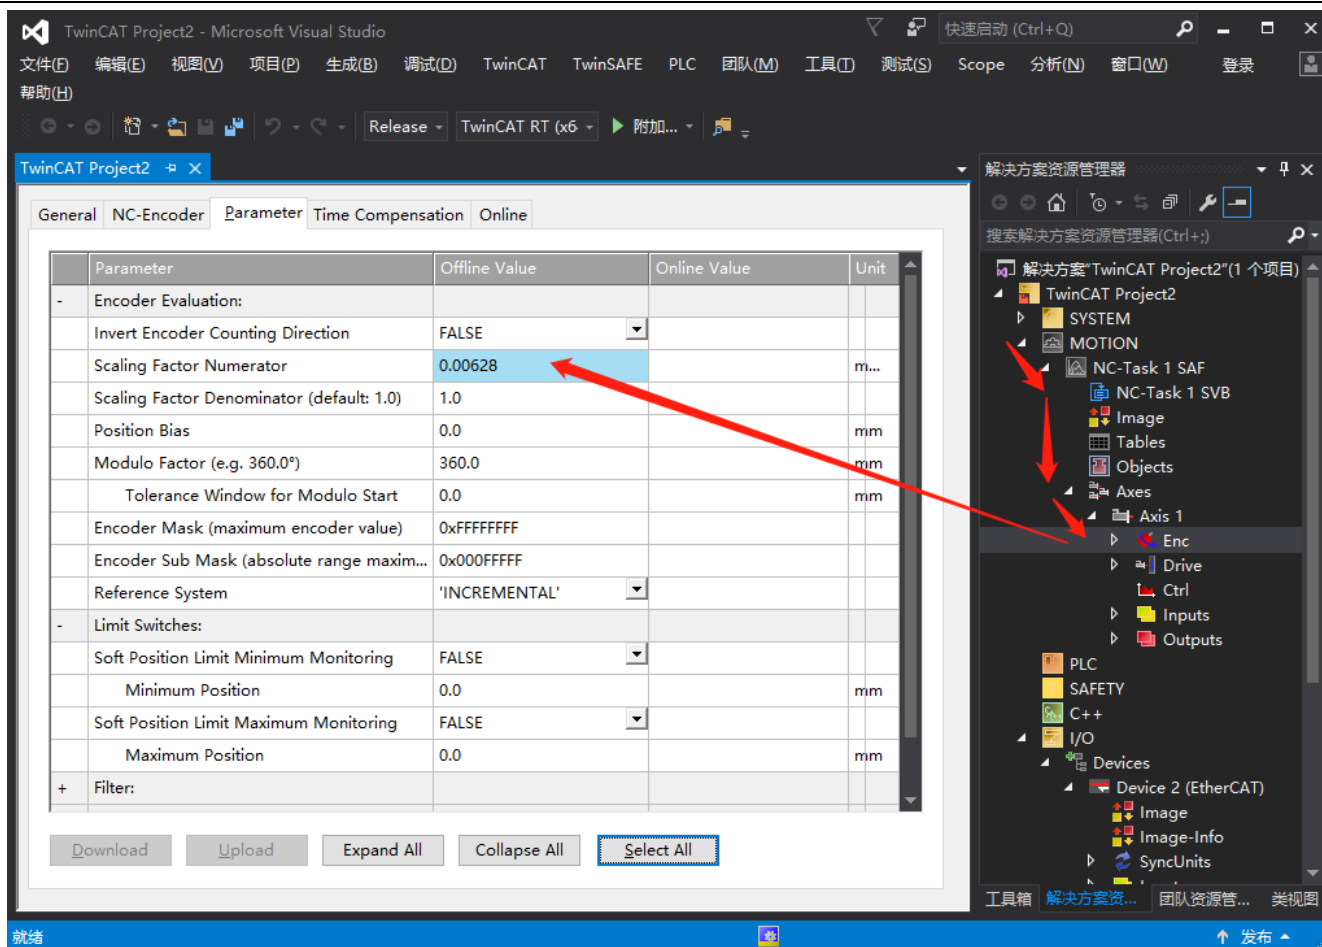 TwinCAT Project2 - Microsoft Visual Studio
快速启动 (Ctrl+Q)
文件(F) 编辑(E) 视图(V) 项目(P) 生成(B) 调试(D) TwinCAT TwinSAFE PLC 团队(M) 工具(T) 测试(S) Scope 分析(N) 窗口(W) 登录
帮助(H)
Release TwinCAT RT (x6 附加...
TwinCAT Project2
General NC-Encoder Parameter Time Compensation Online
Parameter Offline Value Online Value Unit
- Encoder Evaluation:
Invert Encoder Counting Direction FALSE
Scaling Factor Numerator 0.00628 m...
Scaling Factor Denominator (default: 1.0) 1.0
Position Bias 0.0 mm
Modulo Factor (e.g. 360.0°) 360.0 mm
Tolerance Window for Modulo Start 0.0 mm
Encoder Mask (maximum encoder value) 0xFFFFFFFF
Encoder Sub Mask (absolute range maxim... 0x000FFFFF
Reference System 'INCREMENTAL'
- Limit Switches:
Soft Position Limit Minimum Monitoring FALSE
Minimum Position 0.0 mm
Soft Position Limit Maximum Monitoring FALSE
Maximum Position 0.0 mm
+ Filter:
Download Upload Expand All Collapse All Select All
解决方案资源管理器
搜索解决方案资源管理器(Ctrl+;)
解决方案"TwinCAT Project2"(1 个项目)
TwinCAT Project2
SYSTEM
MOTION
NC-Task 1 SAF
NC-Task 1 SVB
Image
Tables
Objects
Axes
Axis 1
Enc
Drive
Ctrl
Inputs
Outputs
PLC
SAFETY
C++
I/O
Devices
Device 2 (EtherCAT)
Image
Image-Info
SyncUnits
工具箱 解决方案资... 团队资源管... 类视图
就绪 发布